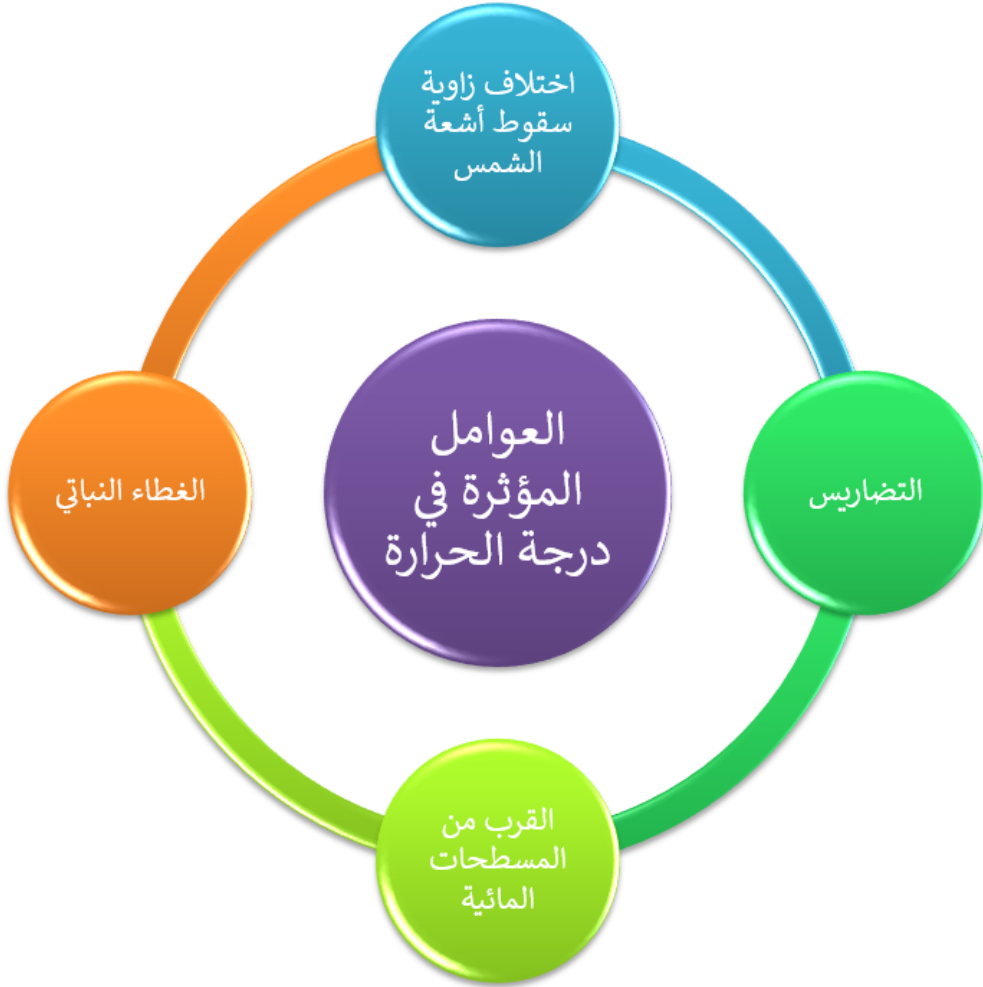 اختلاف زاوية
سقوط أشعة
الشمس
العوامل
المؤثرة في
درجة الحرارة
التضاريس
الغطاء النباتي
القرب من
المسطحات
المائية